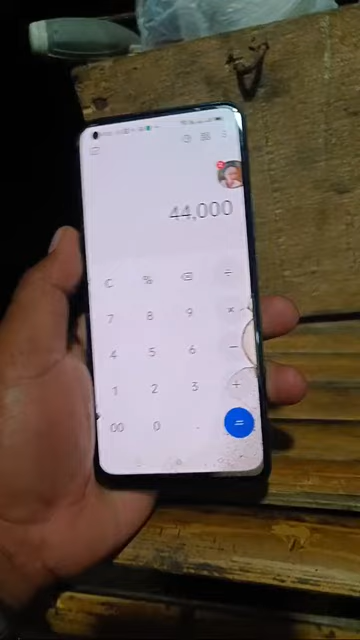 44,000
C % ÷
7 8 9 ×
4 5 6 −
1 2 3 +
00 0 . =